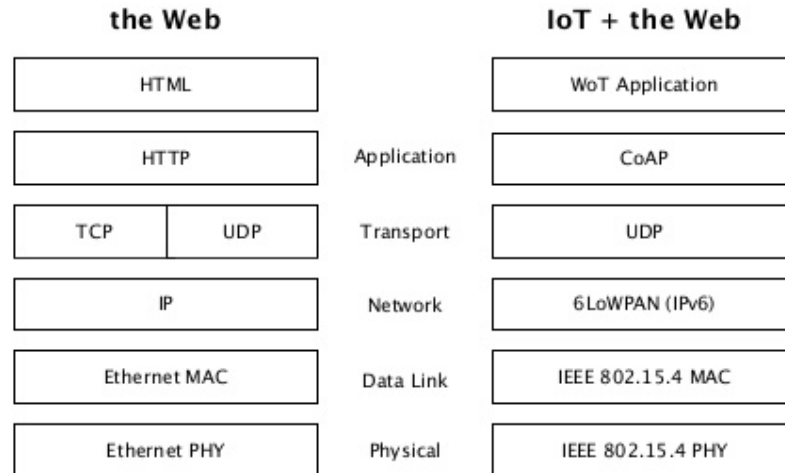 the Web
IoT + the Web
HTML
WoT Application
HTTP
Application
CoAP
TCP
UDP
Transport
UDP
IP
Network
6LoWPAN (IPv6)
Ethernet MAC
Data Link
IEEE 802.15.4 MAC
Ethernet PHY
Physical
IEEE 802.15.4 PHY